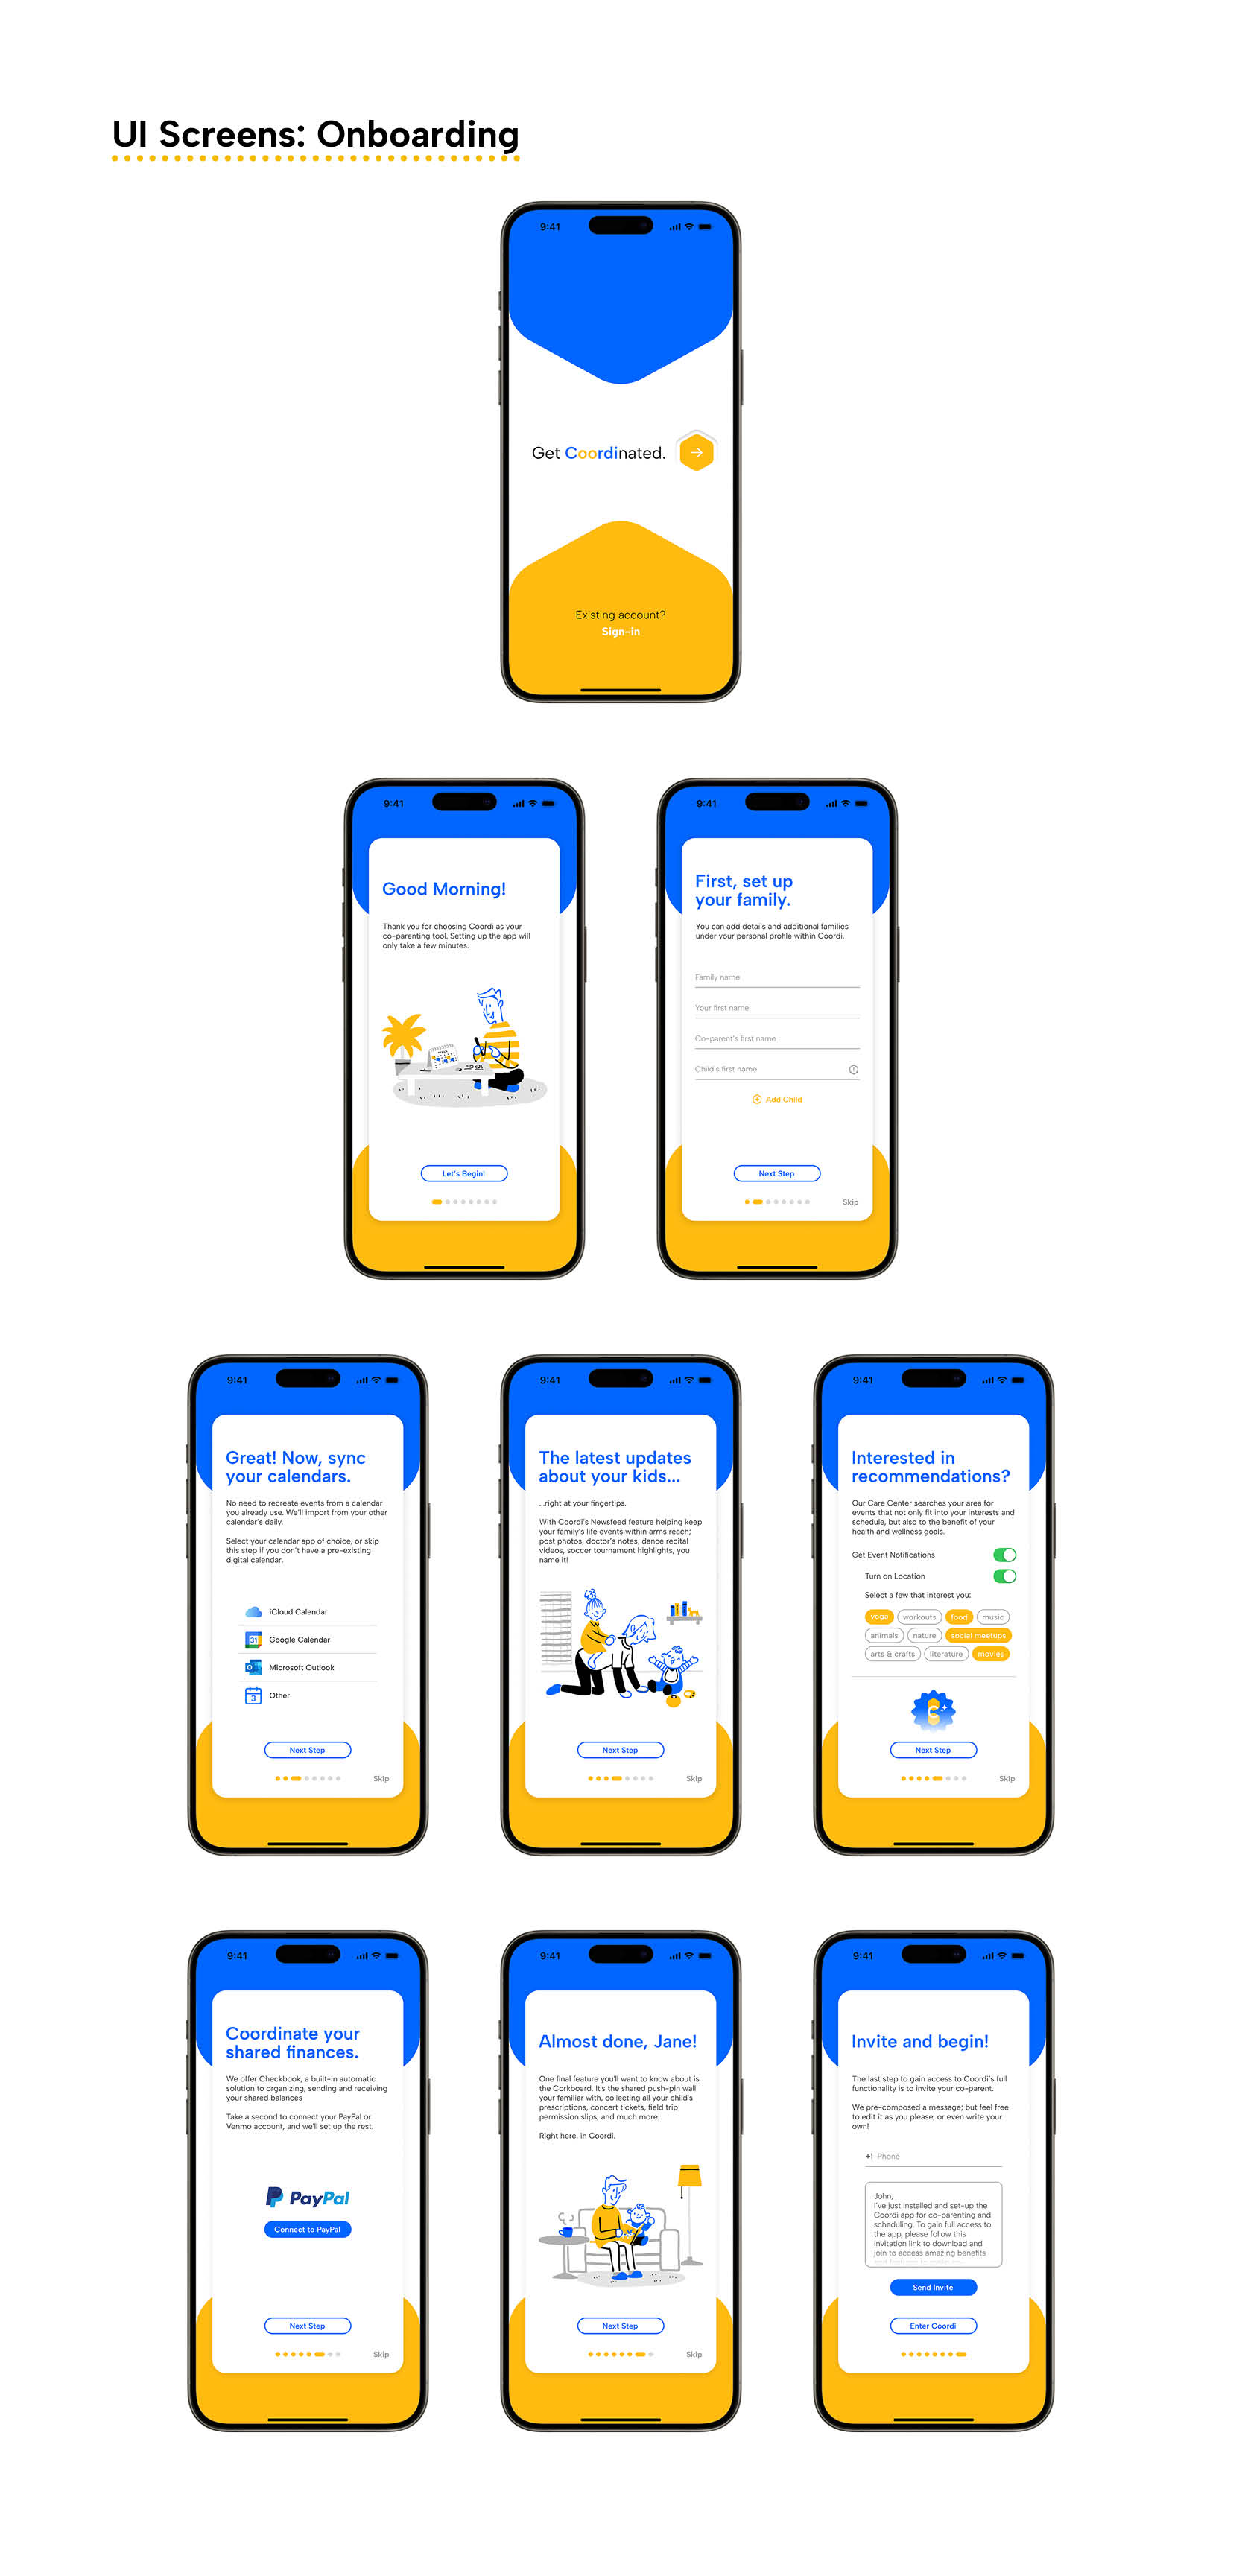 UI Screens: Onboarding
9:41
Get Coordinated.
Existing account?
Sign-in
9:41
Good Morning!
Thank you for choosing Coordi as your
co-parenting tool. Setting up the app will
only take a few minutes.
Let's Begin!
9:41
First, set up
your family.
You can add details and additional families
under your personal profile within Coordi.
Family name
Your first name
Co-parent's first name
Child's first name
Add Child
Next Step
Skip
9:41
Great! Now, sync
your calendars.
No need to recreate events from a calendar
you already use. We'll import from your other
calendar's daily.
Select your calendar app of choice, or skip
this step if you don't have a pre-existing
digital calendar.
iCloud Calendar
31
Google Calendar
Microsoft Outlook
3
Other
Next Step
Skip
9:41
The latest updates
about your kids...
...right at your fingertips.
With Coordi's Newsfeed feature helping keep
your family's life events within arms reach;
post photos, doctor's notes, dance recital
videos, soccer tournament highlights, you
name it!
Next Step
Skip
9:41
Interested in
recommendations?
Our Care Center searches your area for
events that not only fit into your interests and
schedule, but also to the benefit of your
health and wellness goals.
Get Event Notifications
Turn on Location
Select a few that interest you:
yoga workouts food music
animals nature social meetups
arts & crafts literature movies
C
Next Step
Skip
9:41
Coordinate your
shared finances.
We offer Checkbook, a built-in automatic
solution to organizing, sending and receiving
your shared balances
Take a second to connect your PayPal or
Venmo account, and we'll set up the rest.
PayPal
Connect to PayPal
Next Step
Skip
9:41
Almost done, Jane!
One final feature you'll want to know about is
the Corkboard. It's the shared push-pin wall
your familiar with, collecting all your child's
prescriptions, concert tickets, field trip
permission slips, and much more.
Right here, in Coordi.
Next Step
Skip
9:41
Invite and begin!
The last step to gain access to Coordi's full
functionality is to invite your co-parent.
We pre-composed a message; but feel free
to edit it as you please, or even write your
own!
+1 Phone
John,
I've just installed and set-up the
Coordi app for co-parenting and
scheduling. To gain full access to
the app, please follow this
invitation link to download and
join to access amazing benefits
Send Invite
Enter Coordi